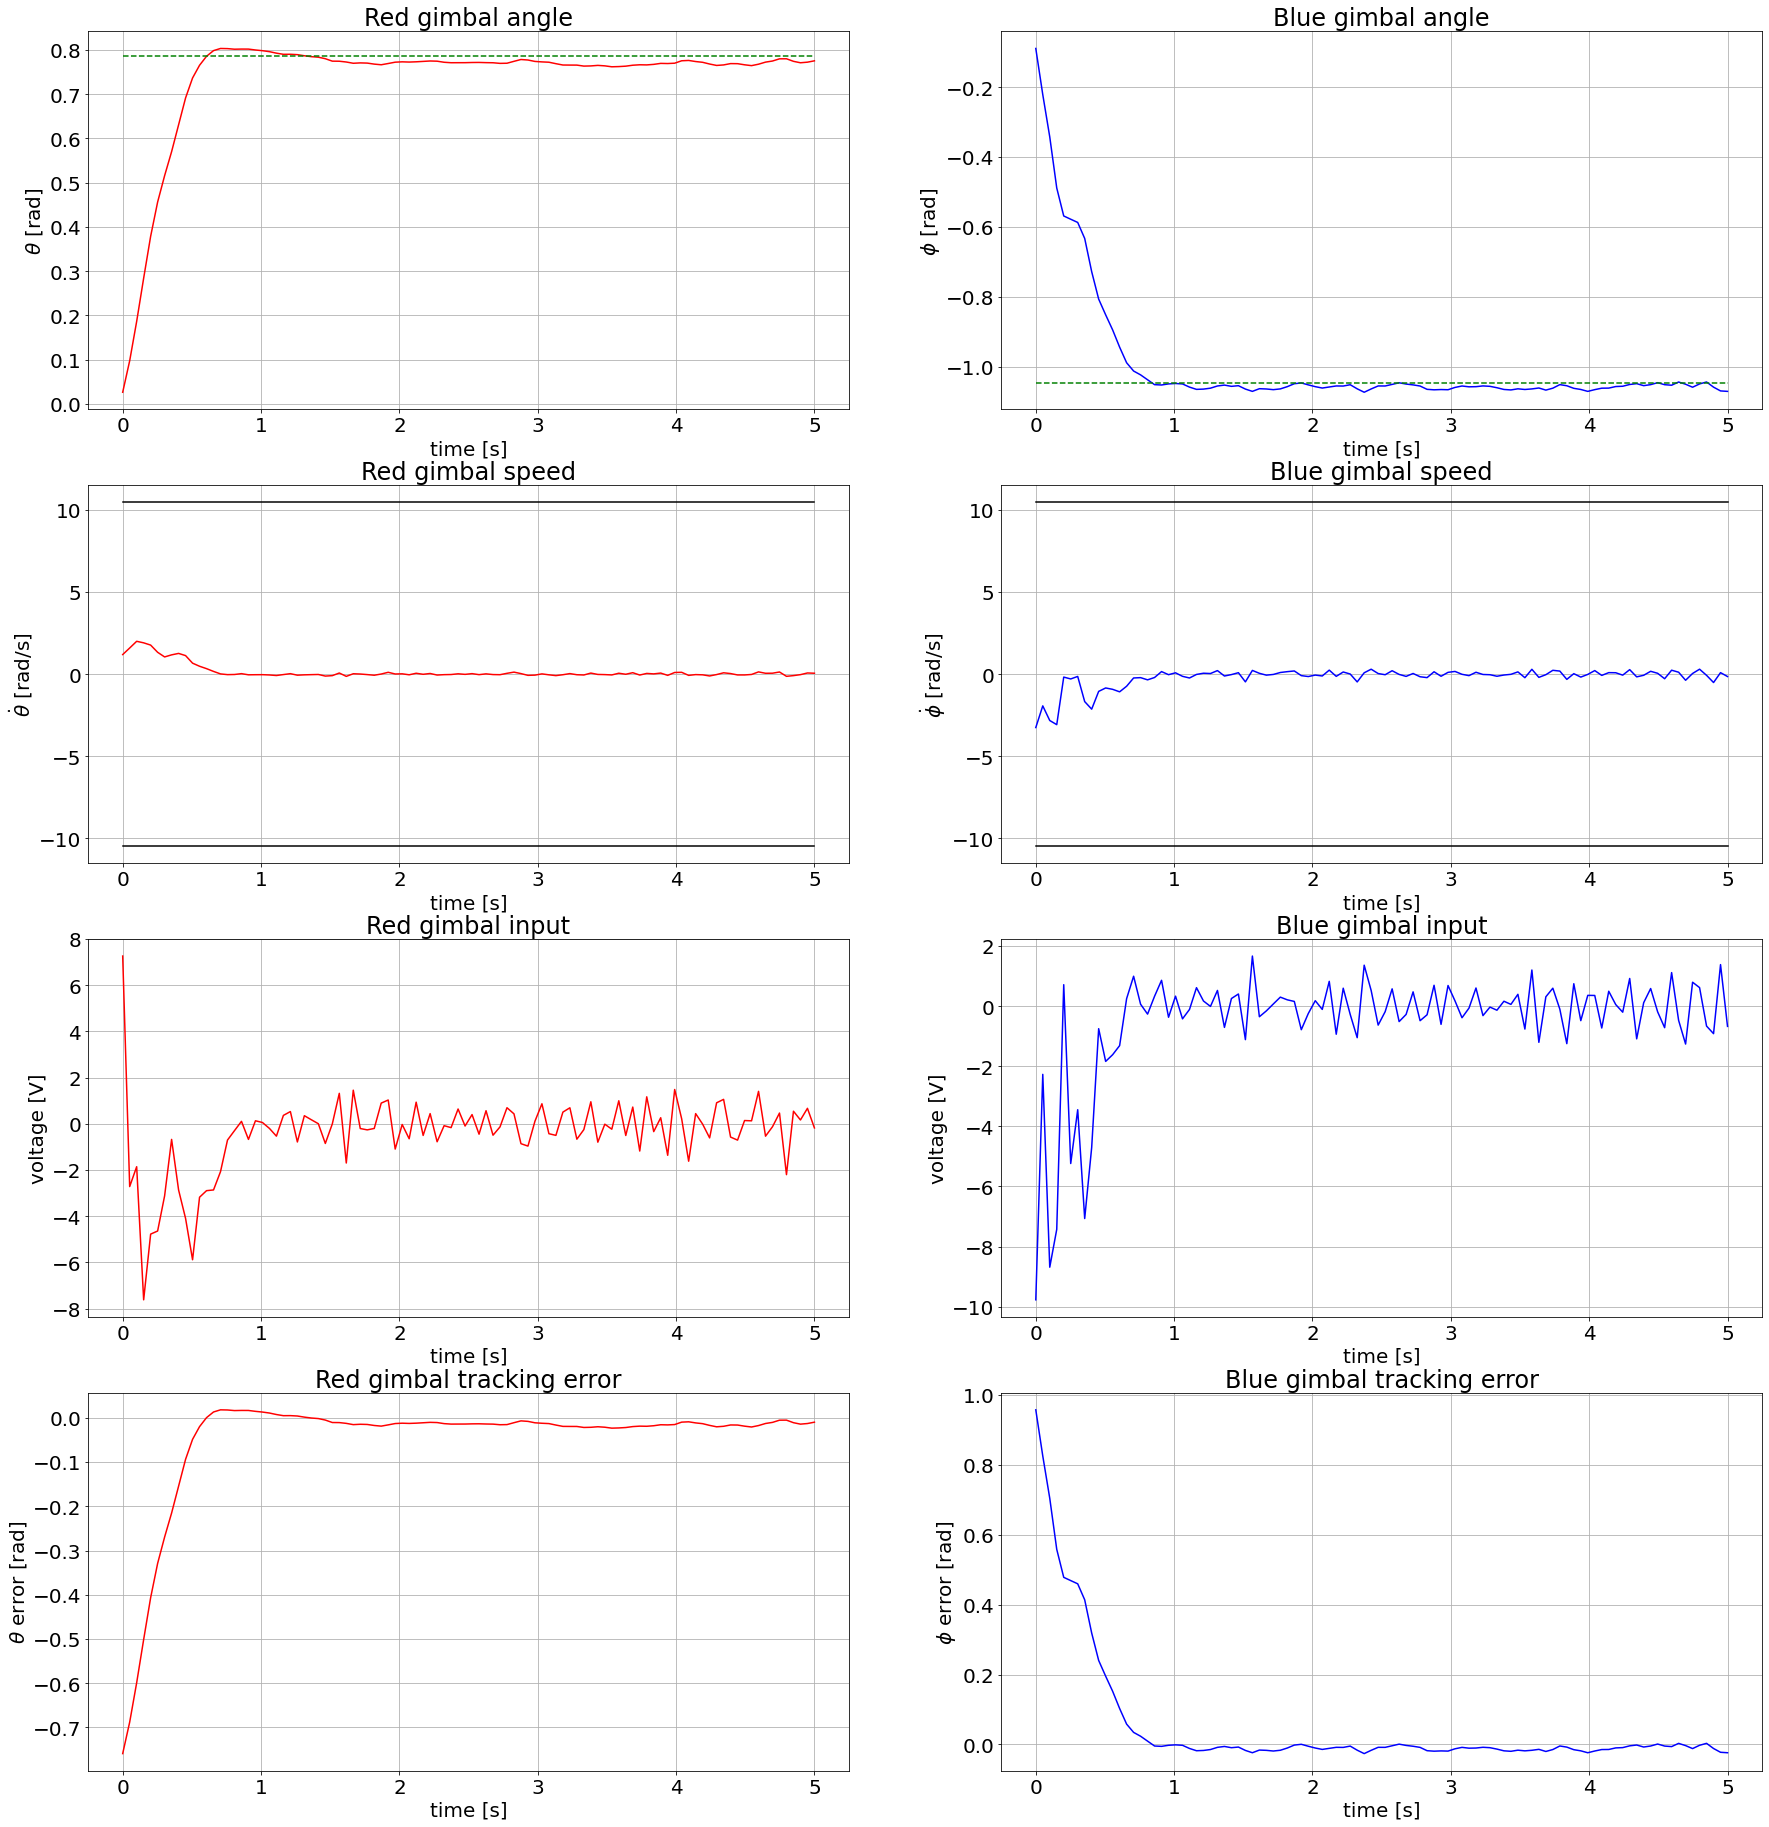 Red gimbal angle
0.8
0.7
0.6
0.5
0.4
0.3
0.2
0.1
0.0
θ [rad]
0 1 2 3 4 5
time [s]
Blue gimbal angle
−0.2
−0.4
−0.6
−0.8
−1.0
ϕ [rad]
0 1 2 3 4 5
time [s]
Red gimbal speed
10
5
0
−5
−10
θ̇ [rad/s]
0 1 2 3 4 5
time [s]
Blue gimbal speed
10
5
0
−5
−10
ϕ̇ [rad/s]
0 1 2 3 4 5
time [s]
Red gimbal input
8
6
4
2
0
−2
−4
−6
−8
voltage [V]
0 1 2 3 4 5
time [s]
Blue gimbal input
2
0
−2
−4
−6
−8
−10
voltage [V]
0 1 2 3 4 5
time [s]
Red gimbal tracking error
0.0
−0.1
−0.2
−0.3
−0.4
−0.5
−0.6
−0.7
θ error [rad]
0 1 2 3 4 5
time [s]
Blue gimbal tracking error
1.0
0.8
0.6
0.4
0.2
0.0
ϕ error [rad]
0 1 2 3 4 5
time [s]